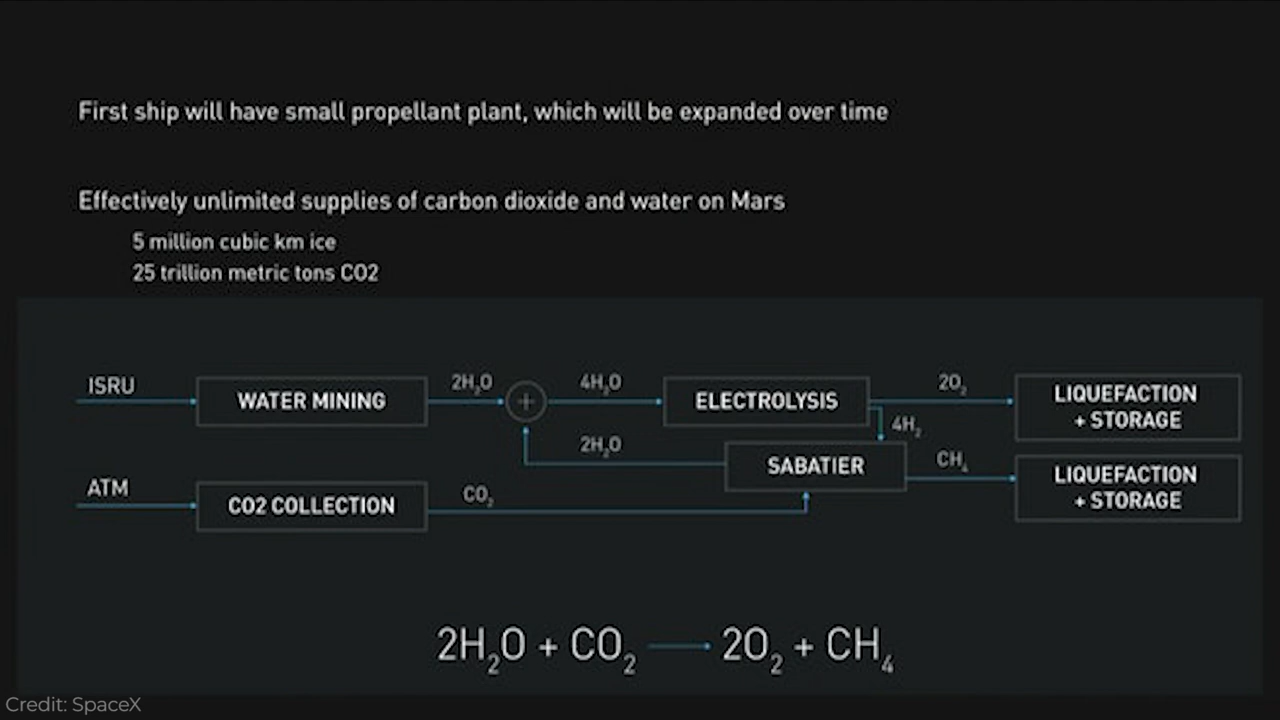 First ship will have small propellant plant, which will be expanded over time
Effectively unlimited supplies of carbon dioxide and water on Mars
5 million cubic km ice
25 trillion metric tons CO2
ISRU
WATER MINING
2H₂O
+
4H₂O
ELECTROLYSIS
2O₂
LIQUEFACTION
+ STORAGE
4H₂
2H₂O
SABATIER
CH₄
LIQUEFACTION
+ STORAGE
ATM
CO2 COLLECTION
CO₂
2H₂O + CO₂ → 2O₂ + CH₄
Credit: SpaceX